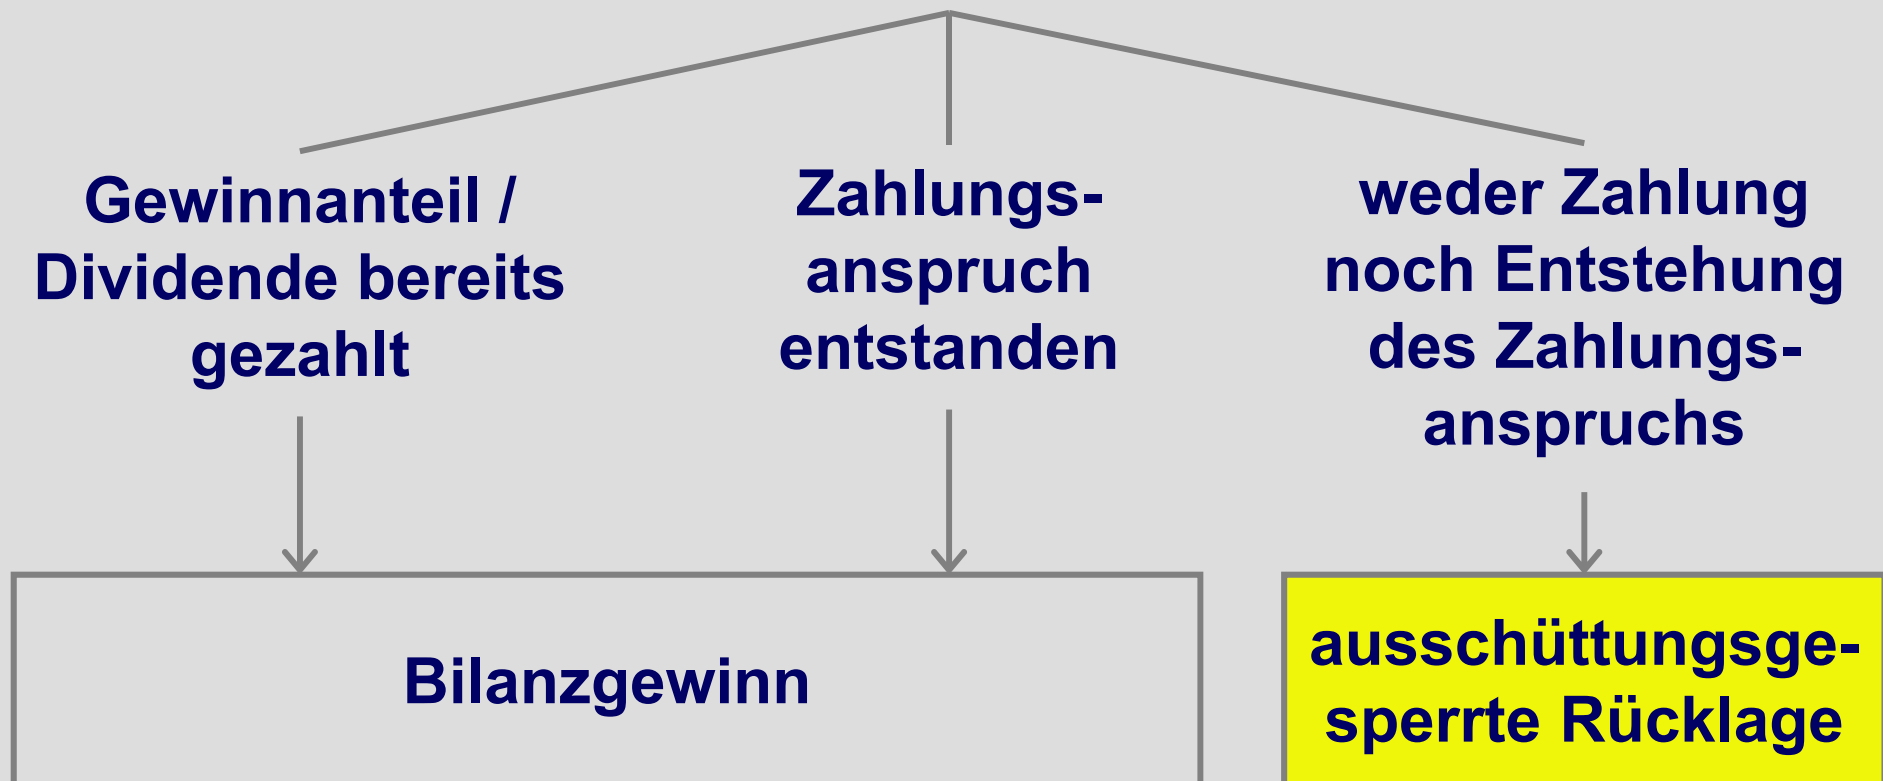 Gewinnanteil /
Dividende bereits
gezahlt
Zahlungs-
anspruch
entstanden
weder Zahlung
noch Entstehung
des Zahlungs-
anspruchs
Bilanzgewinn
ausschüttungsge-
sperrte Rücklage